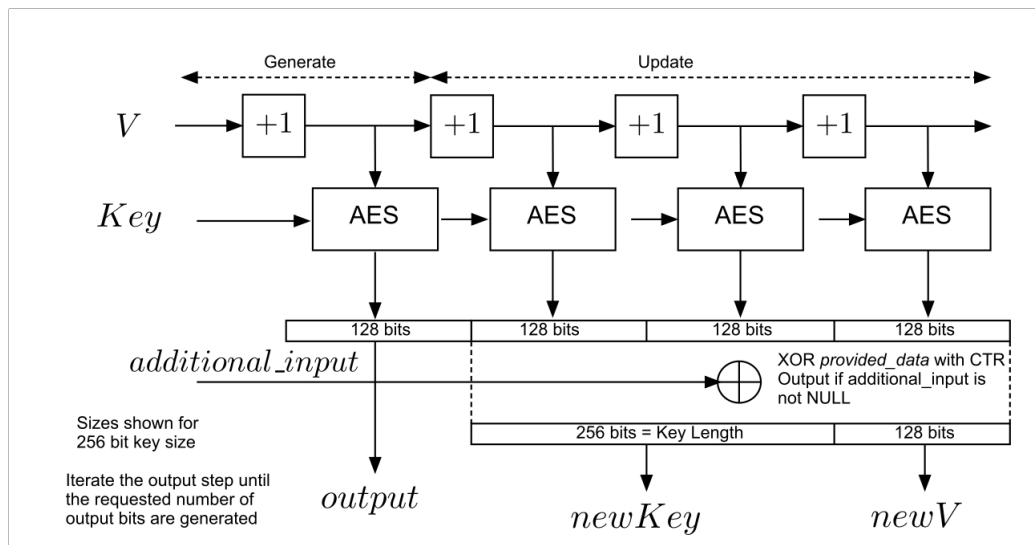 Generate
Update
V
+1
+1
+1
+1
Key
AES
AES
AES
AES
128 bits
128 bits
128 bits
128 bits
additional_input
XOR provided_data with CTR
Output if additional_input is
not NULL
Sizes shown for
256 bit key size
256 bits = Key Length
128 bits
Iterate the output step until
the requested number of
output bits are generated
output
newKey
newV